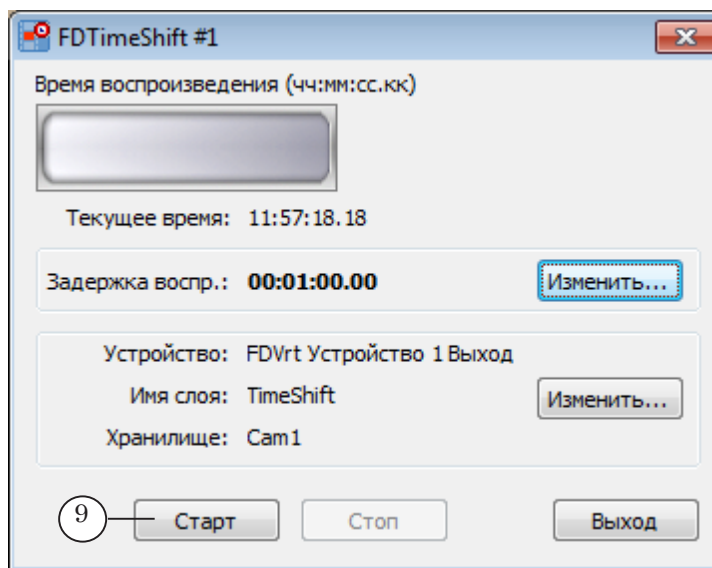 FDTimeShift #1
Время воспроизведения (чч:мм:сс.кк)
Текущее время: 11:57:18.18
Задержка воспр.: 00:01:00.00 Изменить...
Устройство: FDVrt Устройство 1 Выход
Имя слоя: TimeShift Изменить...
Хранилище: Cam1
9 Старт Стоп Выход